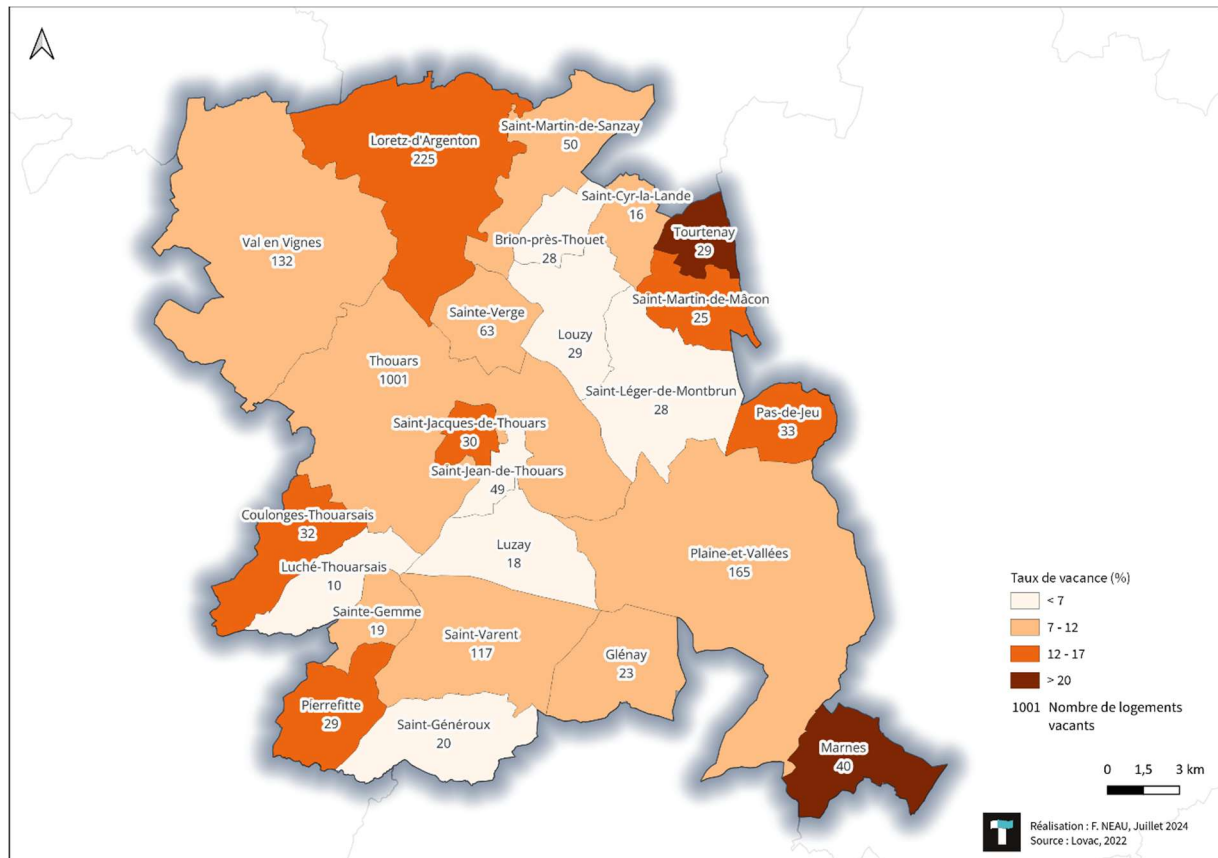 Saint-Martin-de-Sanzay
50
Loretz-d'Argenton
225
Saint-Cyr-la-Lande
16
Tourtenay
29
Brion-près-Thouet
28
Val en Vignes
132
Saint-Martin-de-Mâcon
25
Sainte-Verge
63
Louzy
29
Thouars
1001
Saint-Léger-de-Montbrun
28
Pas-de-Jeu
33
Saint-Jacques-de-Thouars
30
Saint-Jean-de-Thouars
49
Coulonges-Thouarsais
32
Luzay
18
Plaine-et-Vallées
165
Luché-Thouarsais
10
Sainte-Gemme
19
Saint-Varent
117
Glénay
23
Pierrefitte
29
Saint-Généroux
20
Marnes
40
Taux de vacance (%)
< 7
7 - 12
12 - 17
> 20
1001 Nombre de logements
vacants
0 1,5 3 km
T
Réalisation : F. NEAU, Juillet 2024
Source : Lovac, 2022